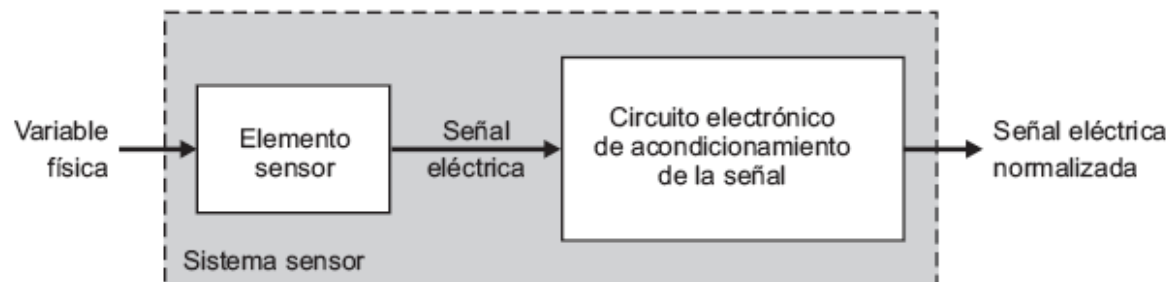 Variable
física
Elemento
sensor
Señal
eléctrica
Circuito electrónico
de acondicionamiento
de la señal
Señal eléctrica
normalizada
Sistema sensor